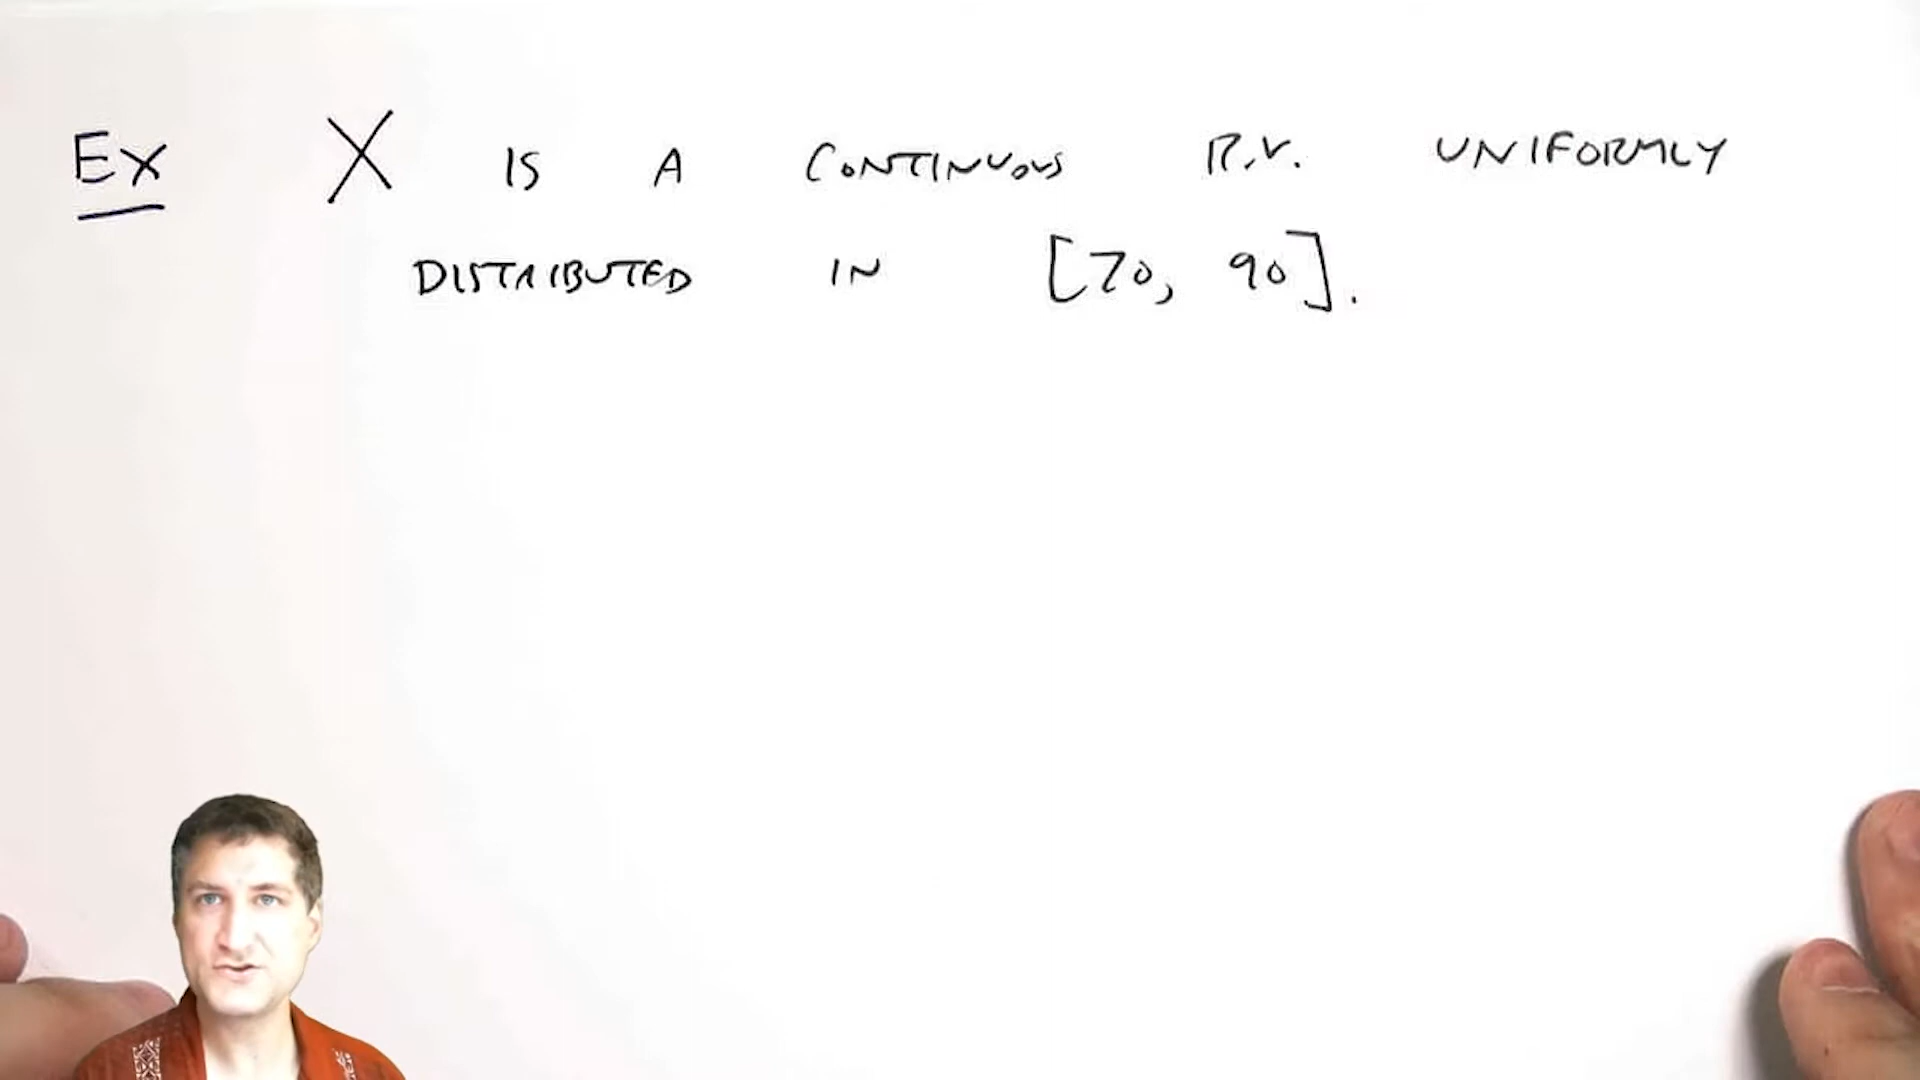 Ex X IS A CONTINUOUS R.V. UNIFORMLY
DISTRIBUTED IN [70, 90].